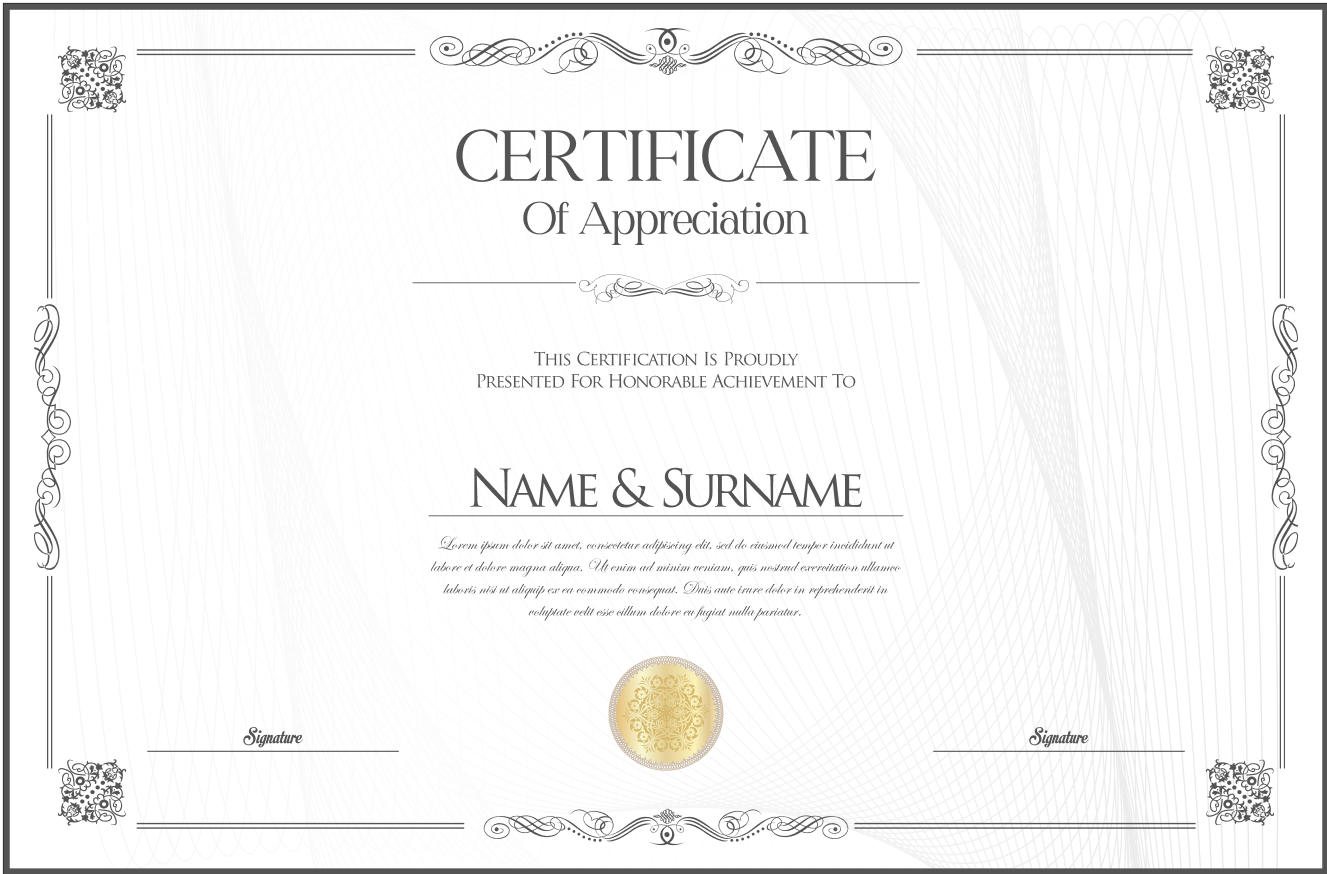 CERTIFICATE
Of Appreciation
This Certification Is Proudly
Presented For Honorable Achievement To
Name & Surname
Lorem ipsum dolor sit amet, consectetur adipiscing elit, sed do eiusmod tempor incididunt ut
labore et dolore magna aliqua. Ut enim ad minim veniam, quis nostrud exercitation ullamco
laboris nisi ut aliquip ex ea commodo consequat. Duis aute irure dolor in reprehenderit in
voluptate velit esse cillum dolore eu fugiat nulla pariatur.
Signature
Signature